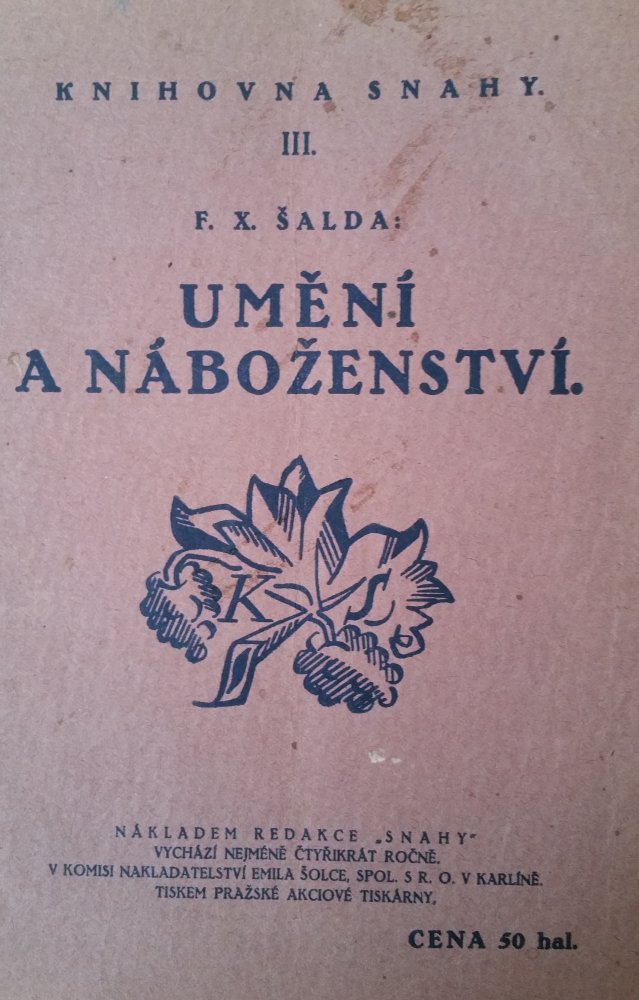 KNIHOVNA SNAHY.
III.
F. X. ŠALDA:
UMĚNÍ
A NÁBOŽENSTVÍ.
K S
NÁKLADEM REDAKCE „SNAHY“
VYCHÁZÍ NEJMÉNĚ ČTYŘIKRÁT ROČNĚ.
V KOMISI NAKLADATELSTVÍ EMILA ŠOLCE, SPOL. S R. O. V KARLÍNĚ.
TISKEM PRAŽSKÉ AKCIOVÉ TISKÁRNY.
CENA 50 hal.